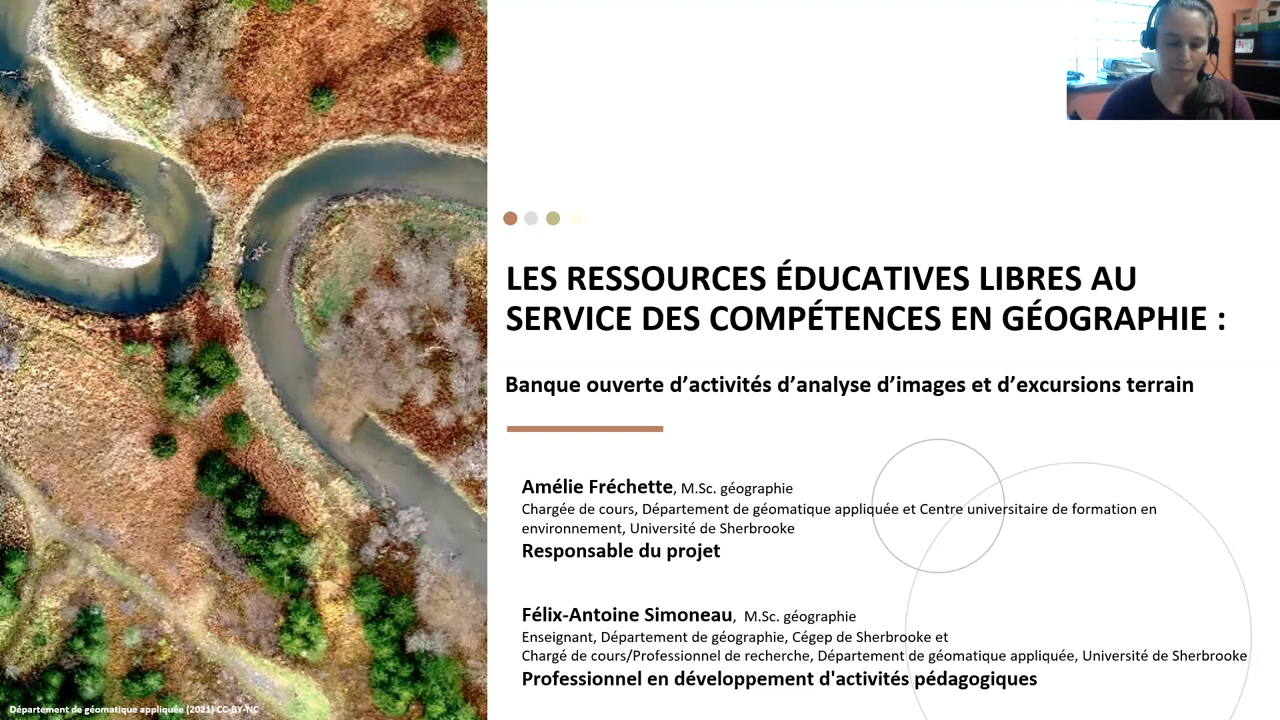 LES RESSOURCES ÉDUCATIVES LIBRES AU
SERVICE DES COMPÉTENCES EN GÉOGRAPHIE :
Banque ouverte d’activités d’analyse d’images et d’excursions terrain
Amélie Fréchette, M.Sc. géographie
Chargée de cours, Département de géomatique appliquée et Centre universitaire de formation en
environnement, Université de Sherbrooke
Responsable du projet
Félix-Antoine Simoneau, M.Sc. géographie
Enseignant, Département de géographie, Cégep de Sherbrooke et
Chargé de cours/Professionnel de recherche, Département de géomatique appliquée, Université de Sherbrooke
Professionnel en développement d'activités pédagogiques
Département de géomatique appliquée (2021) CC-BY-NC